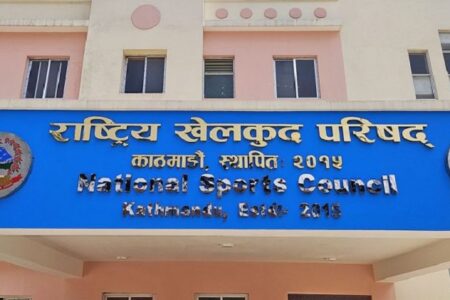 राष्ट्रिय खेलकुद परिषद्
काठमाडौं, स्थापित: २०१५
National Sports Council
Kathmandu, Estd:- 2015